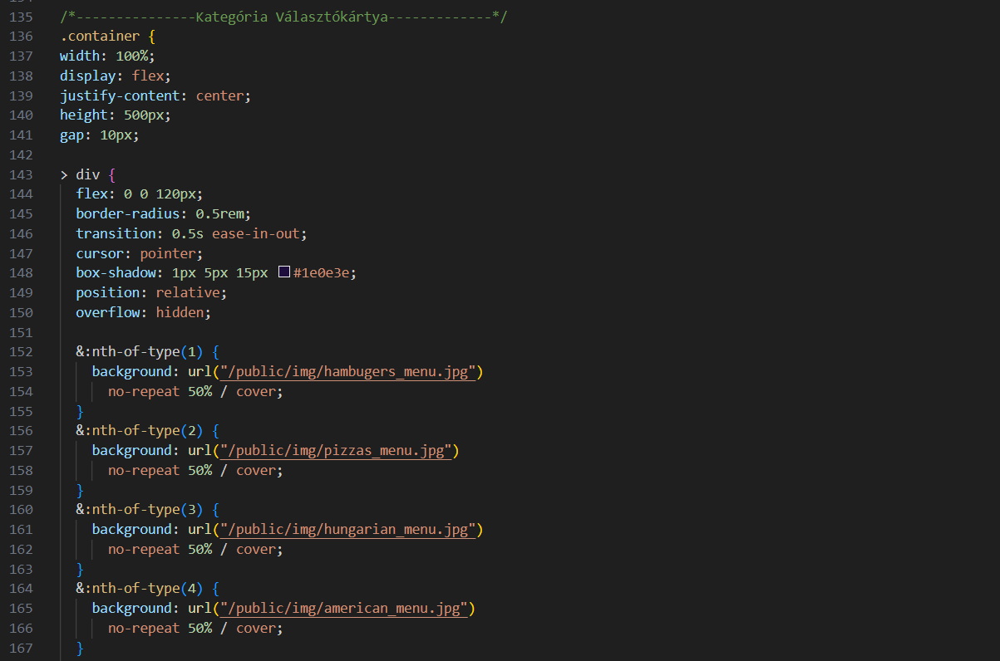 135 /*---------------Kategória Választókártya-------------*/
136 .container {
137 width: 100%;
138 display: flex;
139 justify-content: center;
140 height: 500px;
141 gap: 10px;
142
143 > div {
144 flex: 0 0 120px;
145 border-radius: 0.5rem;
146 transition: 0.5s ease-in-out;
147 cursor: pointer;
148 box-shadow: 1px 5px 15px #1e0e3e;
149 position: relative;
150 overflow: hidden;
151
152 &:nth-of-type(1) {
153 background: url("/public/img/hambugers_menu.jpg")
154 no-repeat 50% / cover;
155 }
156 &:nth-of-type(2) {
157 background: url("/public/img/pizzas_menu.jpg")
158 no-repeat 50% / cover;
159 }
160 &:nth-of-type(3) {
161 background: url("/public/img/hungarian_menu.jpg")
162 no-repeat 50% / cover;
163 }
164 &:nth-of-type(4) {
165 background: url("/public/img/american_menu.jpg")
166 no-repeat 50% / cover;
167 }